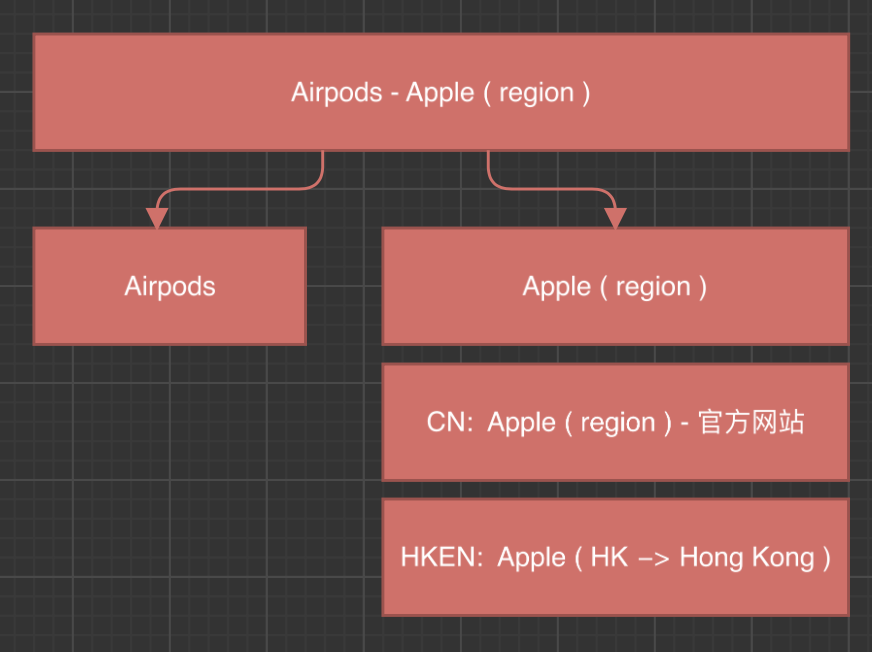 Airpods - Apple ( region )
Airpods
Apple ( region )
CN: Apple ( region ) - 官方网站
HKEN: Apple ( HK –> Hong Kong )